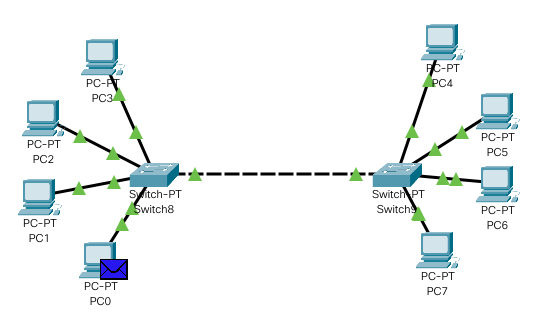 PC-PT
PC3
PC-PT
PC2
PC-PT
PC1
PC-PT
PC0
Switch-PT
Switch8
Switch-PT
Switch9
PC-PT
PC4
PC-PT
PC5
PC-PT
PC6
PC-PT
PC7